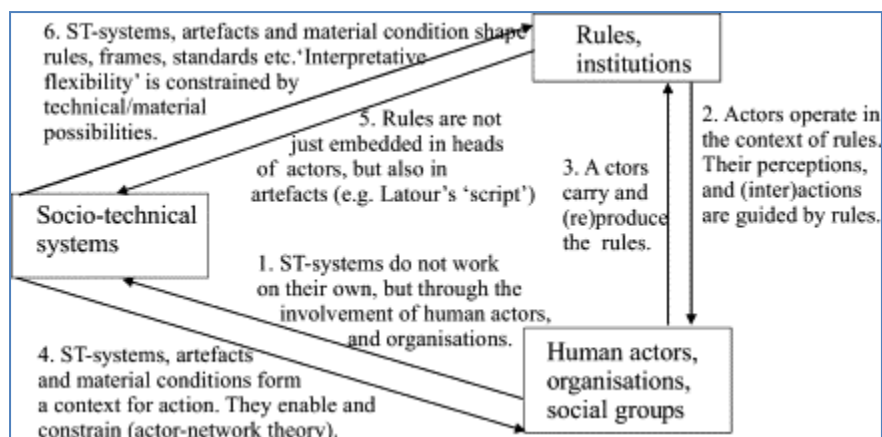 6. ST-systems, artefacts and material condition shape
rules, frames, standards etc.‘Interpretative
flexibility’ is constrained by
technical/material
possibilities.
Rules,
institutions
5. Rules are not
just embedded in heads
of actors, but also in
artefacts (e.g. Latour’s ‘script’)
2. Actors operate in
the context of rules.
Their perceptions,
and (inter)actions
are guided by rules.
3. A ctors
carry and
(re)produce
the rules.
Socio-technical
systems
1. ST-systems do not work
on their own, but through the
involvement of human actors,
and organisations.
Human actors,
organisations,
social groups
4. ST-systems, artefacts
and material conditions form
a context for action. They enable and
constrain (actor-network theory).